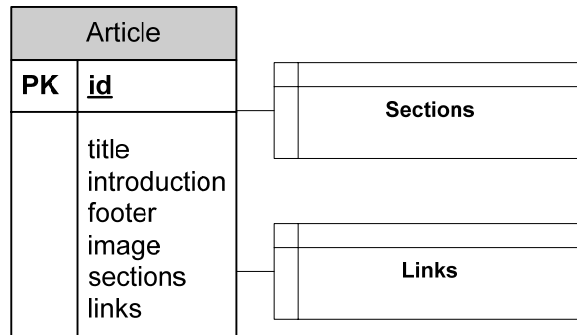 Article
PK id
title
introduction
footer
image
sections
links
Sections
Links